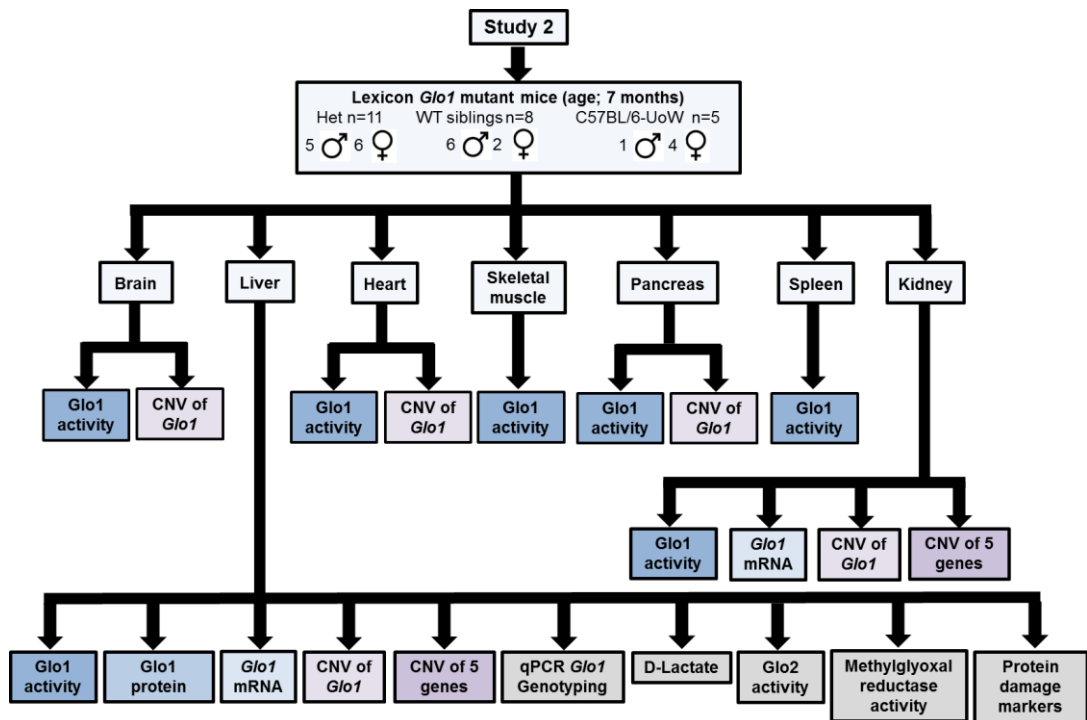 Study 2
Lexicon Glo1 mutant mice (age; 7 months)
Het n=11 WT siblings n=8 C57BL/6-UoW n=5
5 ♂ 6 ♀ 6 ♂ 2 ♀ 1 ♂ 4 ♀
Brain
Liver
Heart
Skeletal
muscle
Pancreas
Spleen
Kidney
Glo1
activity
CNV of
Glo1
Glo1
activity
CNV of
Glo1
Glo1
activity
Glo1
activity
CNV of
Glo1
Glo1
activity
Glo1
activity
Glo1
mRNA
CNV of
Glo1
CNV of 5
genes
Glo1
activity
Glo1
protein
Glo1
mRNA
CNV of
Glo1
CNV of 5
genes
qPCR Glo1
Genotyping
D-Lactate
Glo2
activity
Methylglyoxal
reductase
activity
Protein
damage
markers